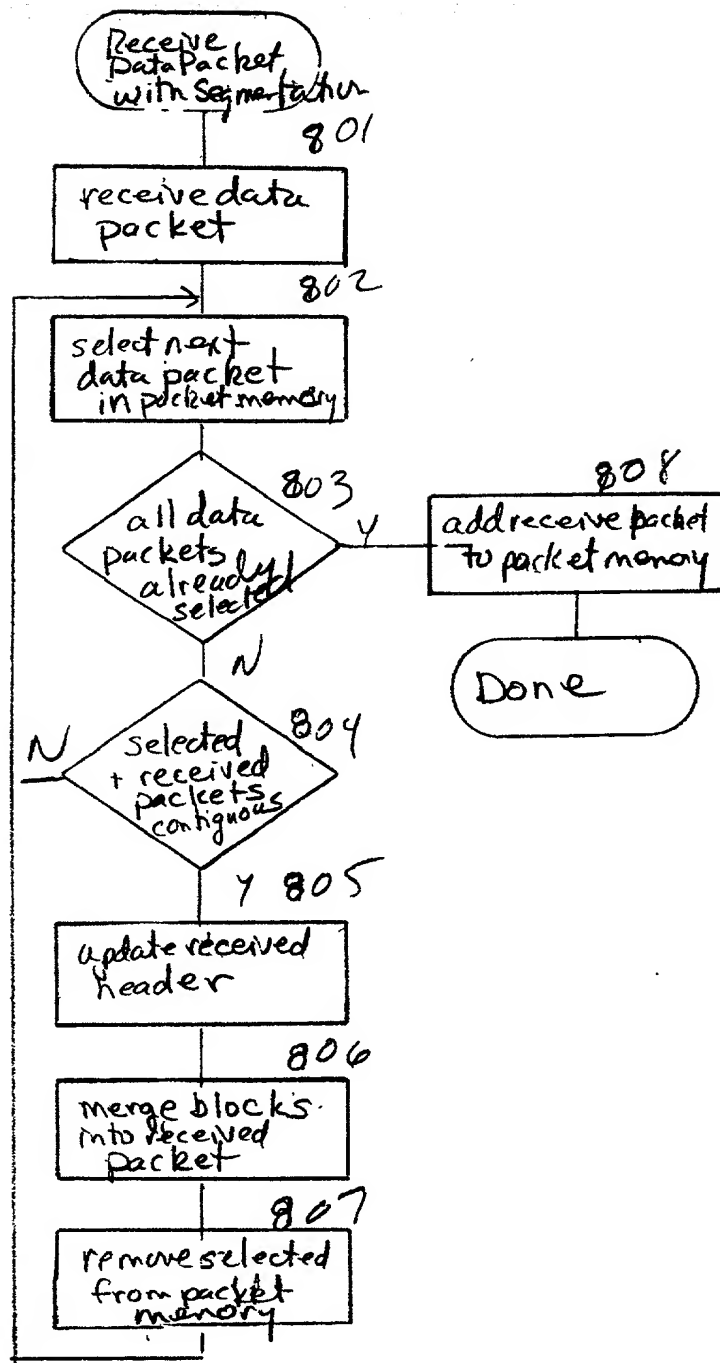 Receive
Data Packet
with Segmentation
801
receive data
packet
802
select next
data packet
in packet memory
803
all data
packets
already
selected
Y
808
add receive packet
to packet memory
Done
N
804
selected
+ received
packets
contiguous
N
Y 805
update received
header
806
merge blocks
into received
packet
807
remove selected
from packet
memory